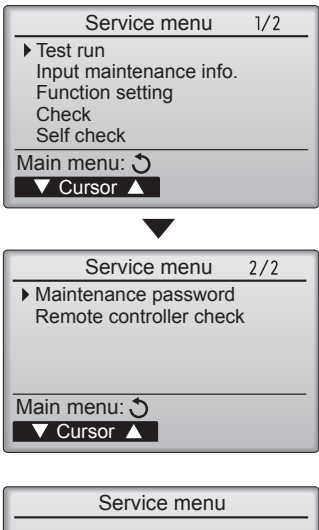 Service menu 1/2
Test run
Input maintenance info.
Function setting
Check
Self check
Main menu:
▼ Cursor ▲
Service menu 2/2
Maintenance password
Remote controller check
Main menu:
▼ Cursor ▲
Service menu